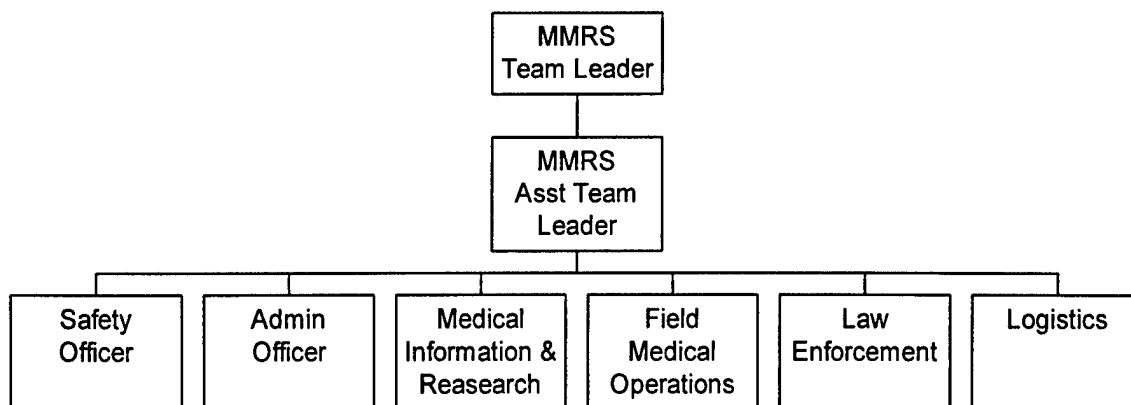 MMRS
Team Leader
MMRS
Asst Team
Leader
Safety
Officer
Admin
Officer
Medical
Information &
Reasearch
Field
Medical
Operations
Law
Enforcement
Logistics